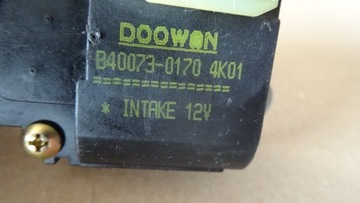 DOOWON
B40073-0170 4K01
==================
* INTAKE 12V